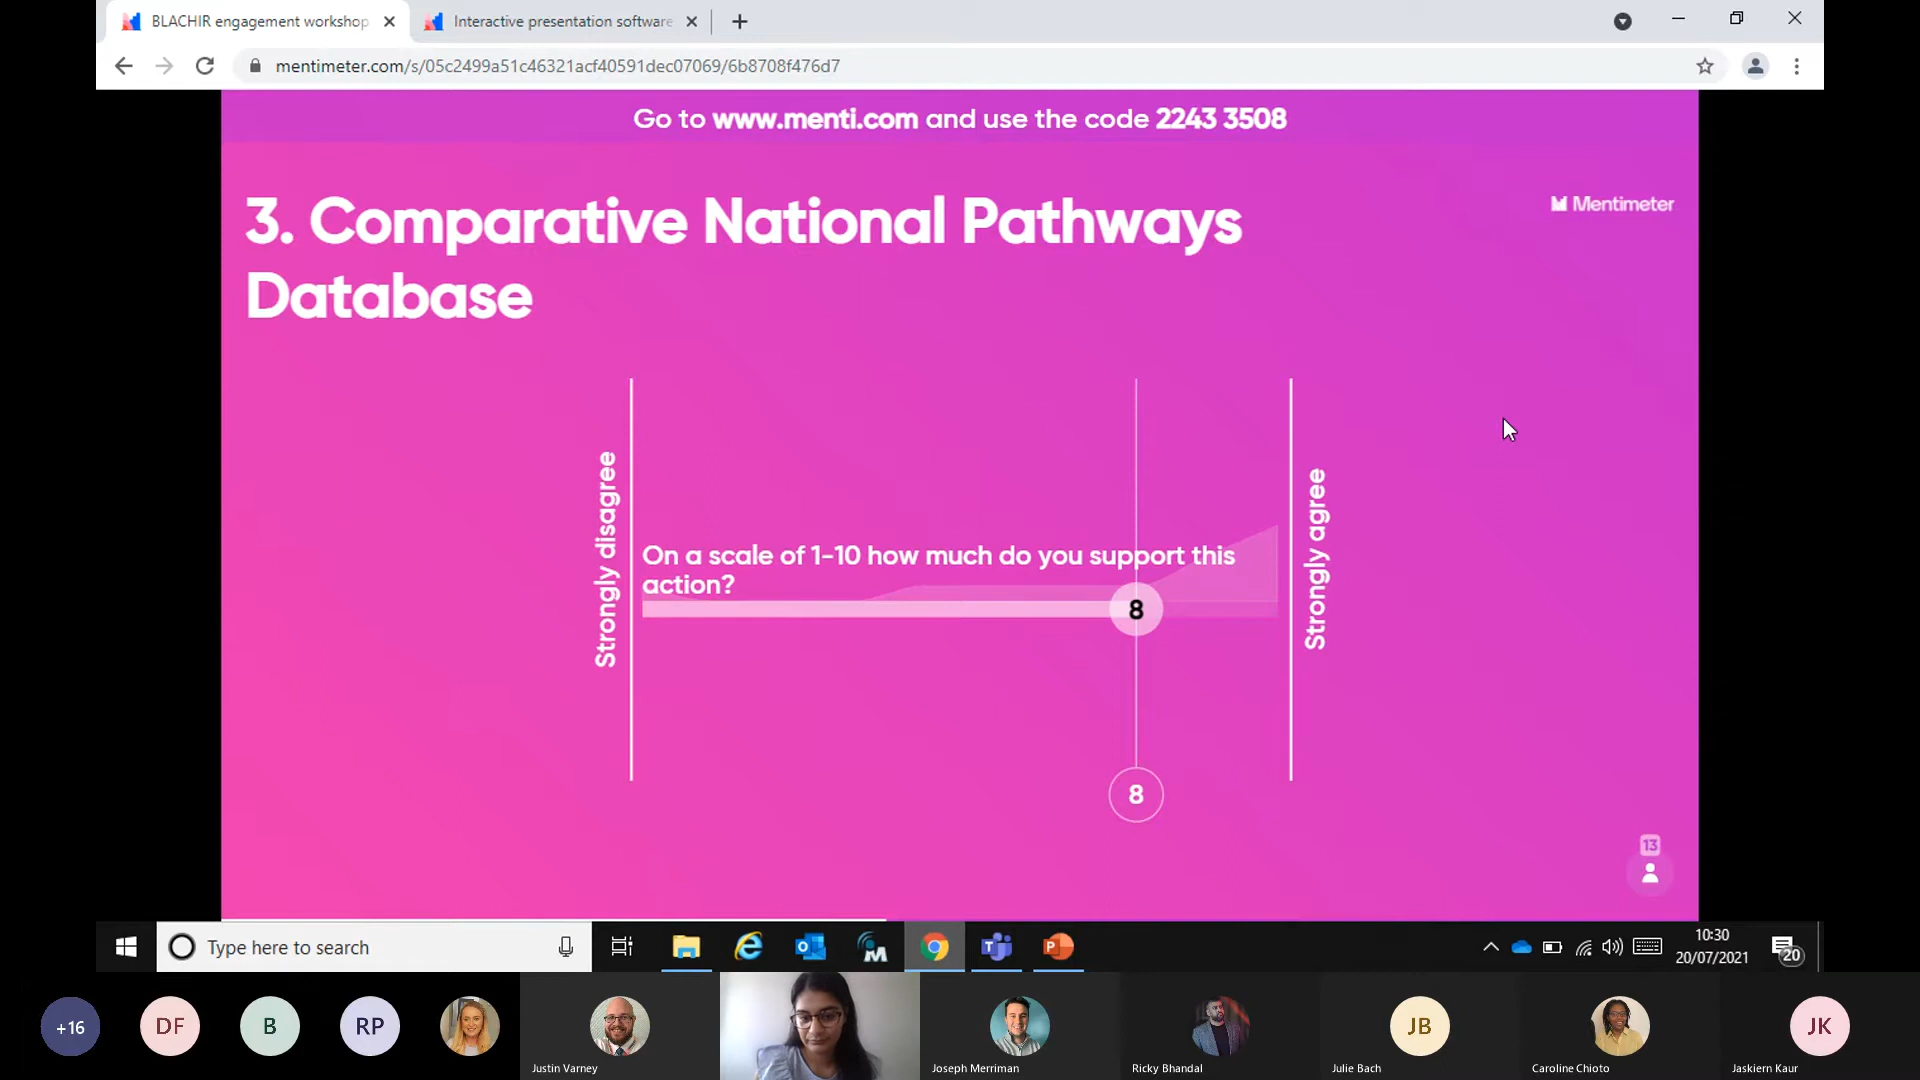 BLACHIR engagement workshop
Interactive presentation software
mentimeter.com/s/05c2499a51c46321acf40591dec07069/6b8708f476d7
Go to www.menti.com and use the code 2243 3508
3. Comparative National Pathways
Database
Mentimeter
Strongly disagree
On a scale of 1-10 how much do you support this
action?
8
Strongly agree
8
13
Type here to search
10:30
20/07/2021
20
+16
DF
B
RP
JB
JK
Justin Varney
Joseph Merriman
Ricky Bhandal
Julie Bach
Caroline Chioto
Jaskiern Kaur